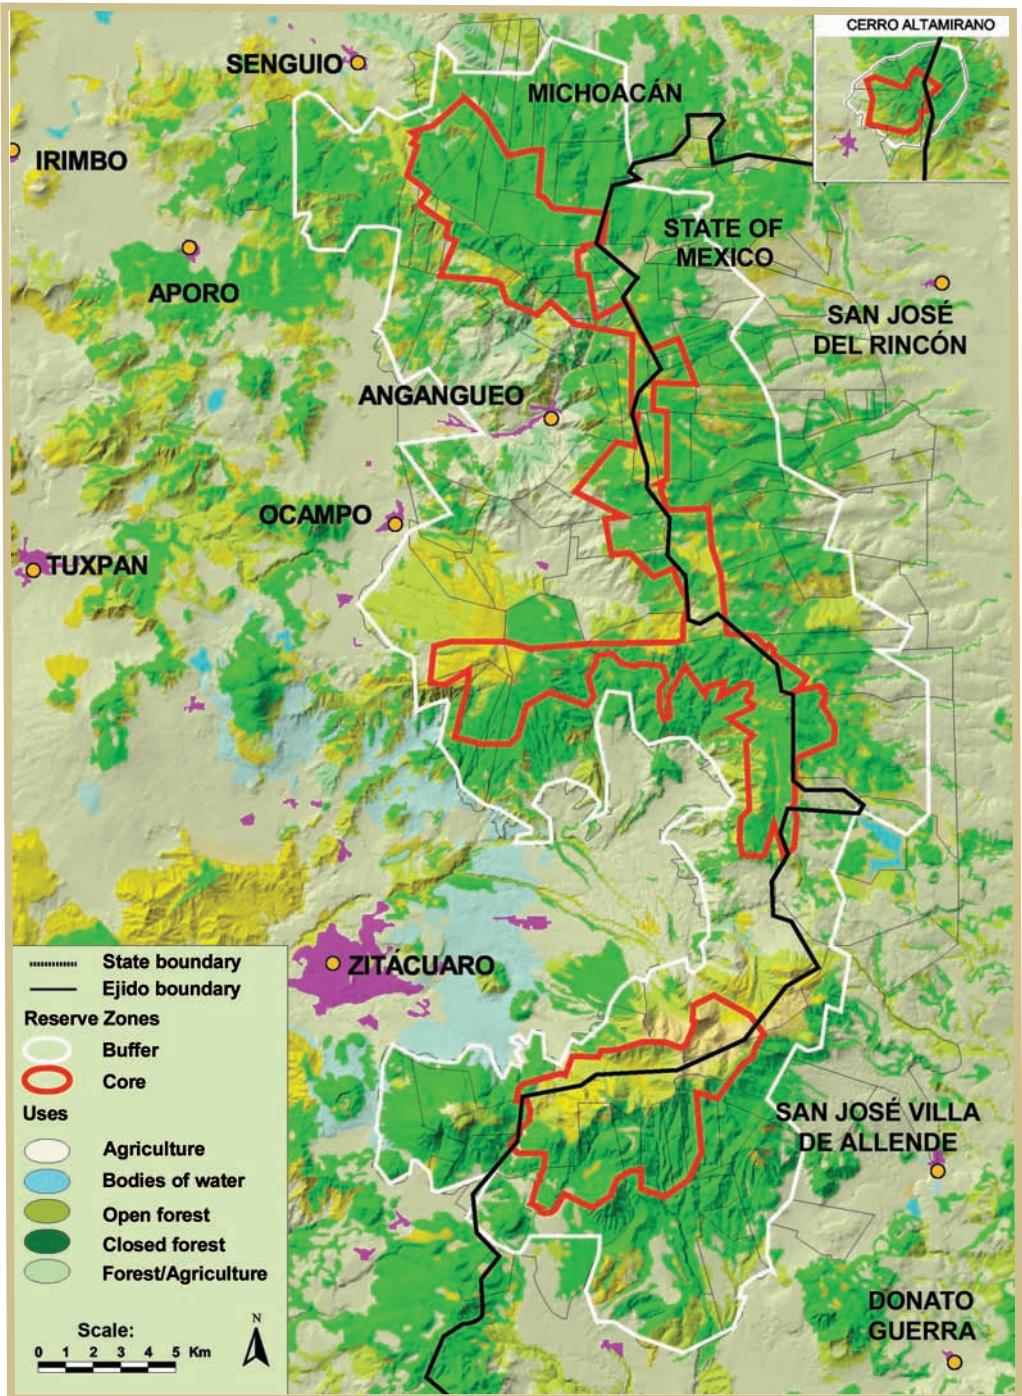 CERRO ALTAMIRANO
SENGUIO
MICHOACÁN
IRIMBO
STATE OF
MEXICO
APORO
SAN JOSÉ
DEL RINCÓN
ANGANGUEO
OCAMPO
TUXPAN
ZITÁCUARO
State boundary
Ejido boundary
Reserve Zones
Buffer
Core
Uses
Agriculture
Bodies of water
Open forest
Closed forest
Forest/Agriculture
Scale:
0 1 2 3 4 5 Km
N
SAN JOSÉ VILLA
DE ALLENDE
DONATO
GUERRA